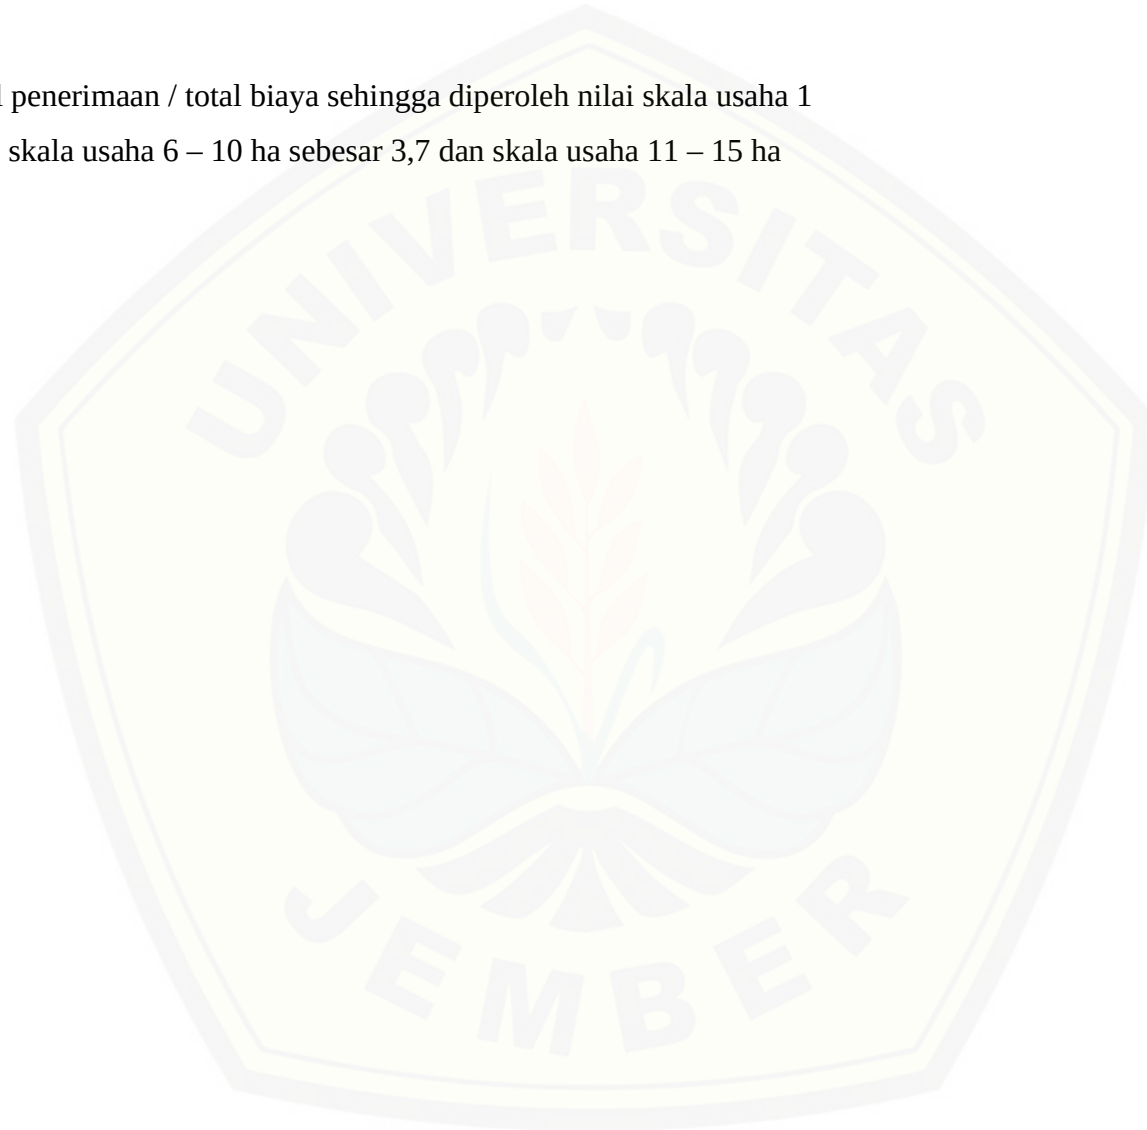 penerimaan / total biaya sehingga diperoleh nilai skala usaha 1
skala usaha 6 – 10 ha sebesar 3,7 dan skala usaha 11 – 15 ha
UNIVERSITAS
JEMBER